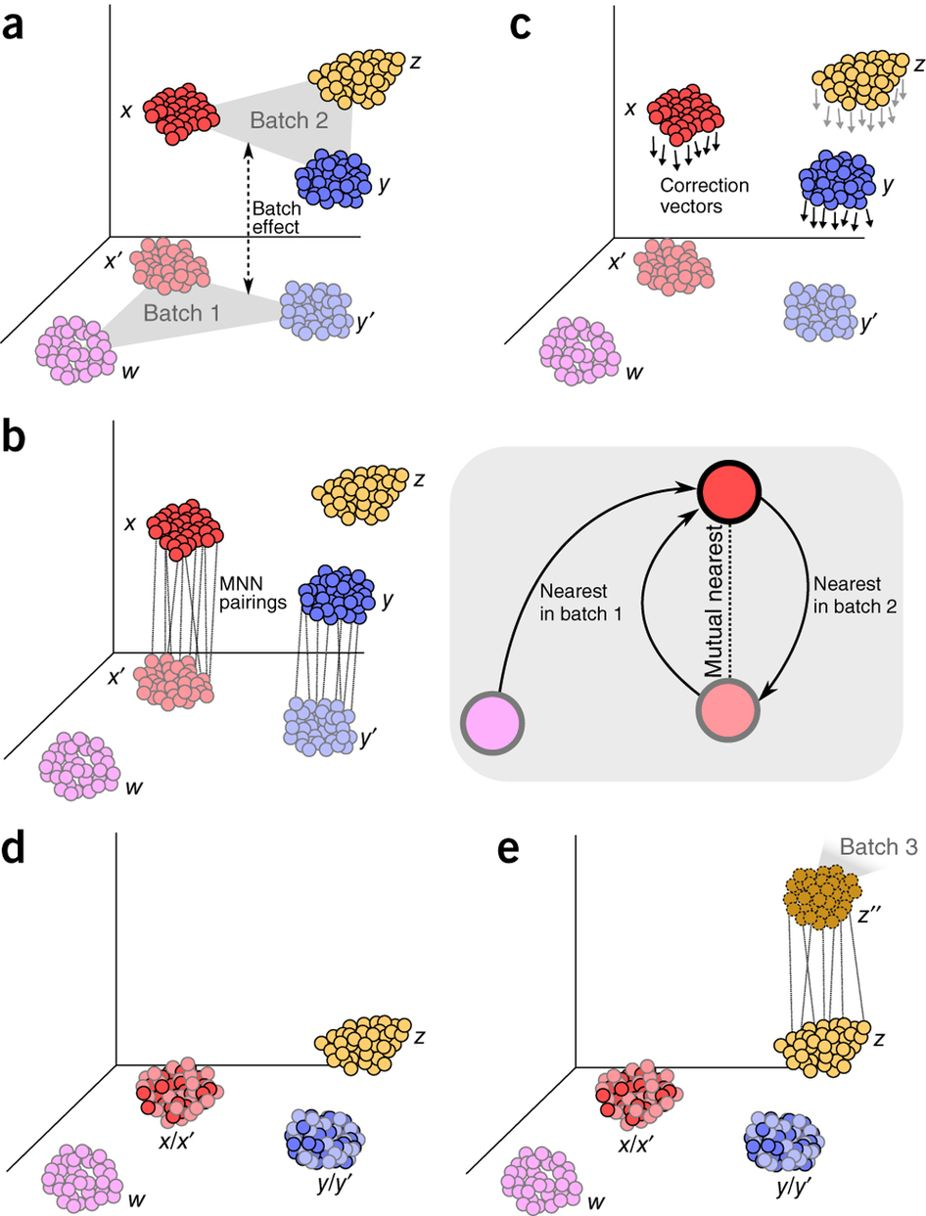 a
z
x
Batch 2
y
Batch
effect
x′
Batch 1
y′
w
c
z
x
y
Correction
vectors
x′
y′
w
b
z
x
MNN
pairings
y
x′
y′
w
Nearest
in batch 1
Mutual nearest
Nearest
in batch 2
d
z
x/x′
y/y′
w
e
Batch 3
z′′
z
x/x′
y/y′
w